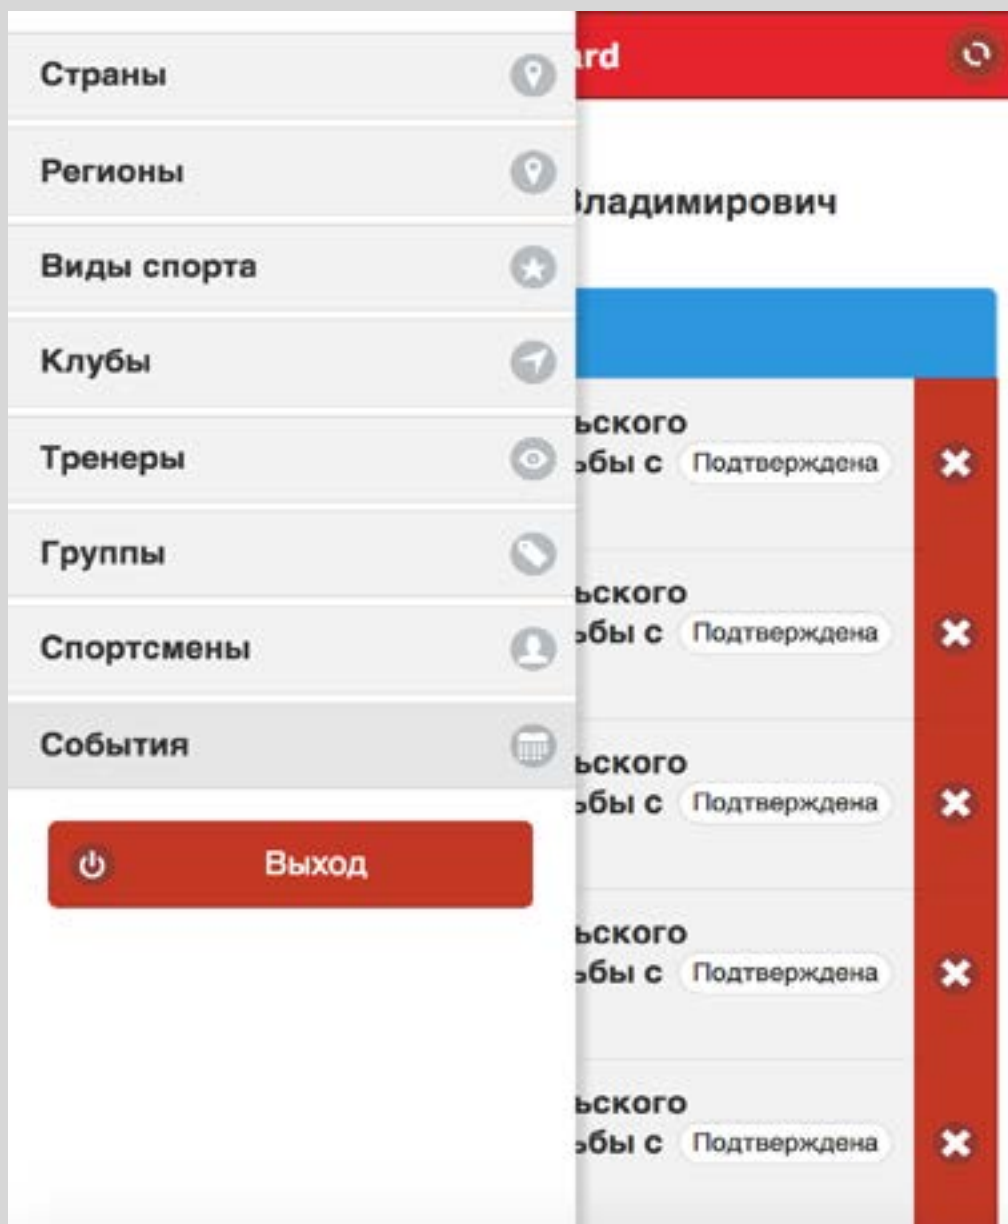 Страны
Регионы
Виды спорта
Клубы
Тренеры
Группы
Спортсмены
События
Выход
ard
Владимирович
ьского
ьбы с Подтверждена
ьского
ьбы с Подтверждена
ьского
ьбы с Подтверждена
ьского
ьбы с Подтверждена
ьского
ьбы с Подтверждена